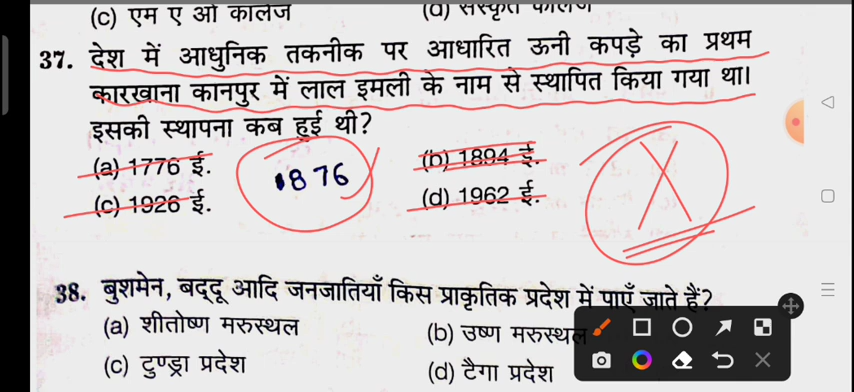 (c) एम ए ओ कालेज (d) संस्कृत कालेज
37. देश में आधुनिक तकनीक पर आधारित ऊनी कपड़े का प्रथम
कारखाना कानपुर में लाल इमली के नाम से स्थापित किया गया था।
इसकी स्थापना कब हुई थी?
(a) 1776 ई. (b) 1894 ई.
1876
(c) 1926 ई. (d) 1962 ई.
38. बुशमेन, बद्दू आदि जनजातियाँ किस प्राकृतिक प्रदेश में पाएँ जाते हैं?
(a) शीतोष्ण मरुस्थल (b) उष्ण मरुस्थल
(c) टुण्ड्रा प्रदेश (d) टैगा प्रदेश